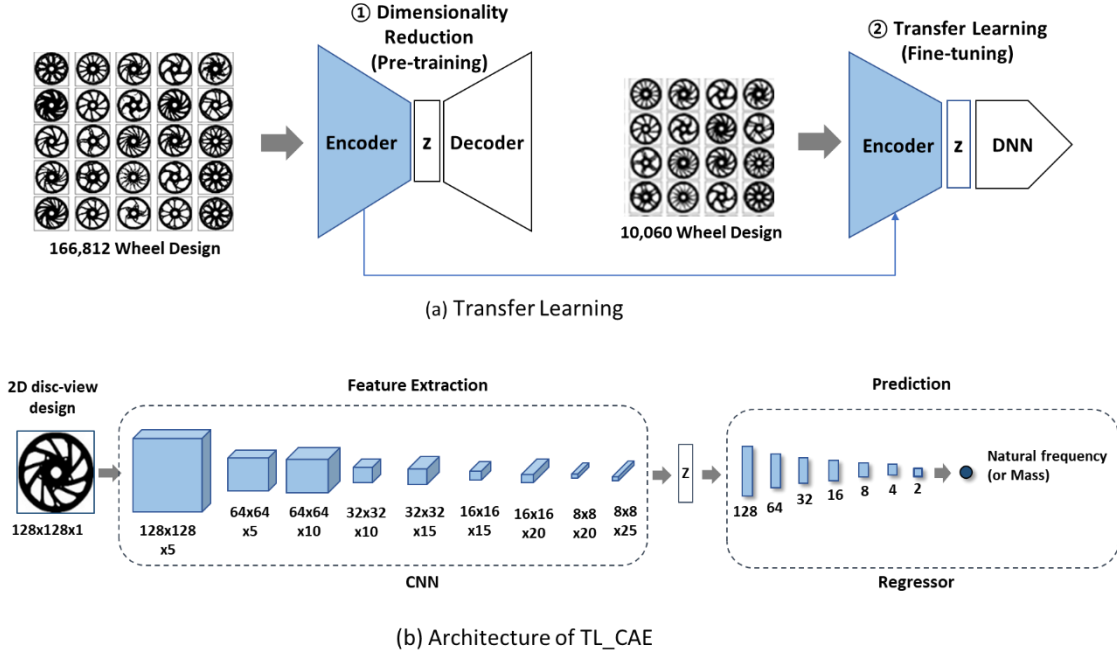 ① Dimensionality
Reduction
(Pre-training)
② Transfer Learning
(Fine-tuning)
Encoder
z
Decoder
Encoder
z
DNN
166,812 Wheel Design
10,060 Wheel Design
(a) Transfer Learning
2D disc-view
design
Feature Extraction
Prediction
128x128x1
128x128
x5
64x64
x5
64x64
x10
32x32
x10
32x32
x15
16x16
x15
16x16
x20
8x8
x20
8x8
x25
z
128
64
32
16
8
4
2
Natural frequency
(or Mass)
CNN
Regressor
(b) Architecture of TL_CAE